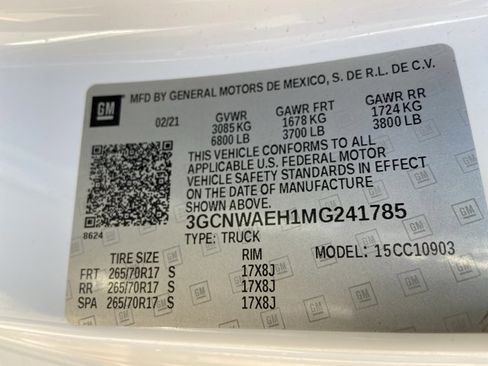 MFD BY GENERAL MOTORS DE MEXICO, S. DE R.L. DE C.V.
GM
02/21 GVWR GAWR FRT GAWR RR
3085 KG 1678 KG 1724 KG
6800 LB 3700 LB 3800 LB
THIS VEHICLE CONFORMS TO ALL
APPLICABLE U.S. FEDERAL MOTOR
VEHICLE SAFETY STANDARDS IN EFFECT
ON THE DATE OF MANUFACTURE
SHOWN ABOVE.
8624
3GCNWAEH1MG241785
TYPE: TRUCK MODEL: 15CC10903
TIRE SIZE RIM
FRT 265/70R17 S 17X8J
RR 265/70R17 S 17X8J
SPA 265/70R17 S 17X8J